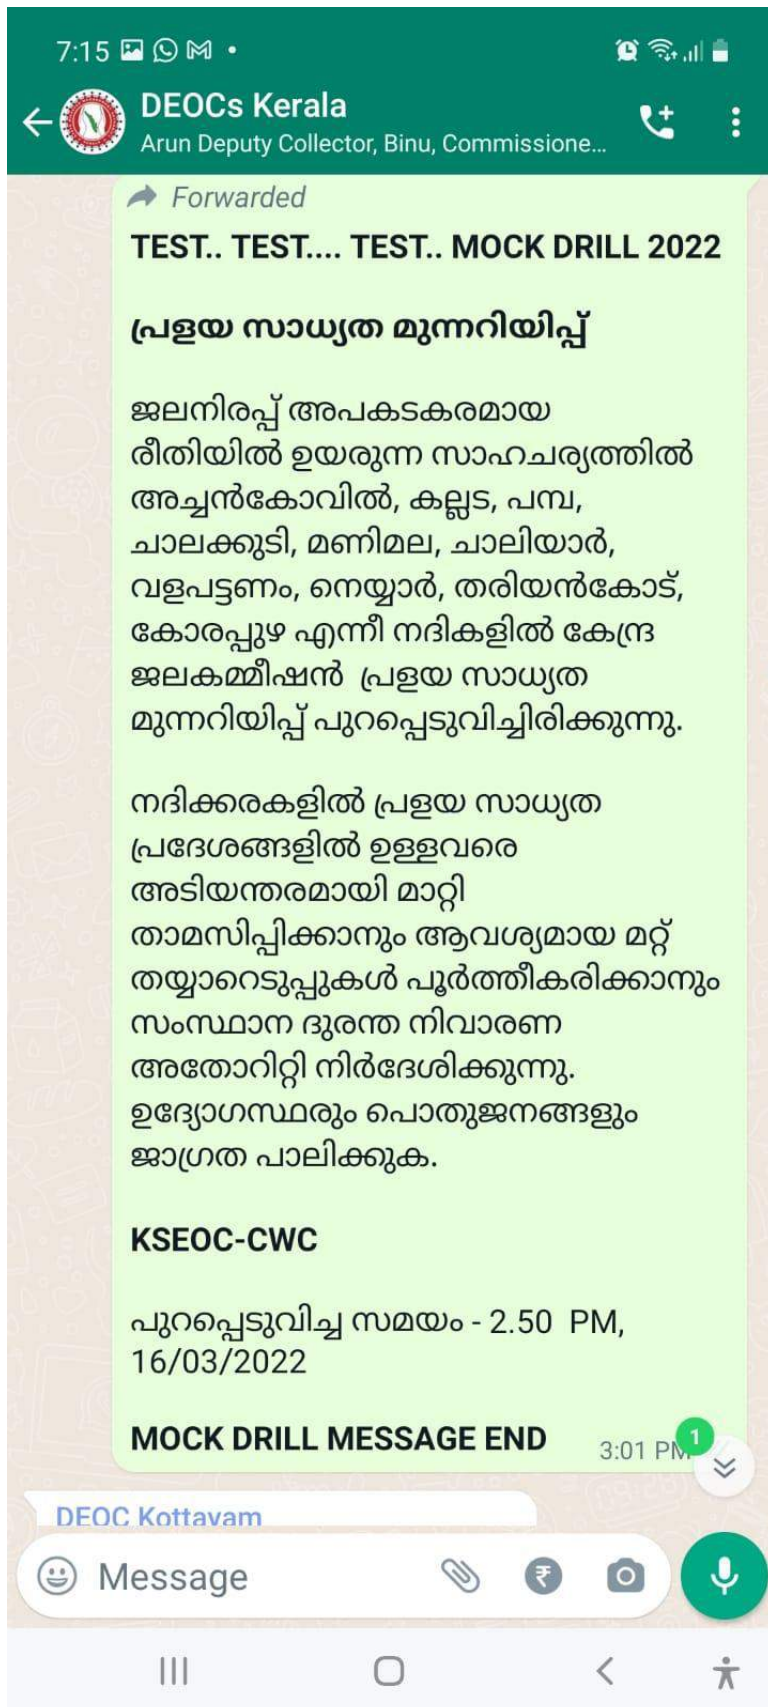 7:15
DEOCs Kerala
Arun Deputy Collector, Binu, Commissione...
Forwarded
TEST.. TEST.... TEST.. MOCK DRILL 2022
പ്രളയ സാധ്യത മുന്നറിയിപ്പ്
ജലനിരപ്പ് അപകടകരമായ
രീതിയിൽ ഉയരുന്ന സാഹചര്യത്തിൽ
അച്ചൻകോവിൽ, കല്ലട, പമ്പ,
ചാലക്കുടി, മണിമല, ചാലിയാർ,
വളപട്ടണം, നെയ്യാർ, തരിയൻകോട്,
കോരപ്പുഴ എന്നീ നദികളിൽ കേന്ദ്ര
ജലകമ്മീഷൻ  പ്രളയ സാധ്യത
മുന്നറിയിപ്പ് പുറപ്പെടുവിച്ചിരിക്കുന്നു.
നദിക്കരകളിൽ പ്രളയ സാധ്യത
പ്രദേശങ്ങളിൽ ഉള്ളവരെ
അടിയന്തരമായി മാറ്റി
താമസിപ്പിക്കാനും ആവശ്യമായ മറ്റ്
തയ്യാറെടുപ്പുകൾ പൂർത്തീകരിക്കാനും
സംസ്ഥാന ദുരന്ത നിവാരണ
അതോറിറ്റി നിർദേശിക്കുന്നു.
ഉദ്യോഗസ്ഥരും പൊതുജനങ്ങളും
ജാഗ്രത പാലിക്കുക.
KSEOC-CWC
പുറപ്പെടുവിച്ച സമയം - 2.50  PM,
16/03/2022
MOCK DRILL MESSAGE END
3:01 PM
1
DEOC Kottayam
Message